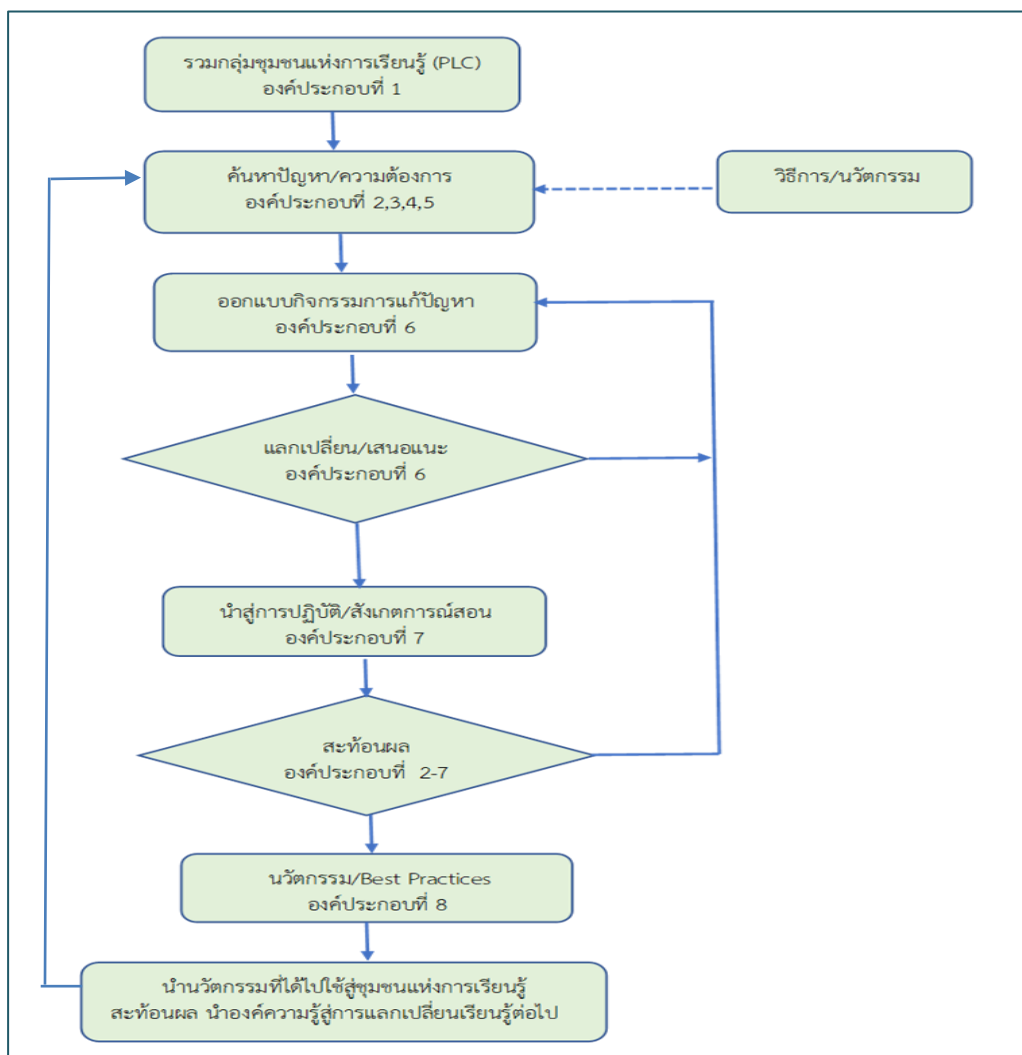 รวมกลุ่มชุมชนแห่งการเรียนรู้ (PLC)
องค์ประกอบที่ 1
ค้นหาปัญหา/ความต้องการ
องค์ประกอบที่ 2,3,4,5
วิธีการ/นวัตกรรม
ออกแบบกิจกรรมการแก้ปัญหา
องค์ประกอบที่ 6
แลกเปลี่ยน/เสนอแนะ
องค์ประกอบที่ 6
นำสู่การปฏิบัติ/สังเกตการณ์สอน
องค์ประกอบที่ 7
สะท้อนผล
องค์ประกอบที่ 2-7
นวัตกรรม/Best Practices
องค์ประกอบที่ 8
นำนวัตกรรมที่ได้ไปใช้สู่ชุมชนแห่งการเรียนรู้
สะท้อนผล นำองค์ความรู้สู่การแลกเปลี่ยนเรียนรู้ต่อไป